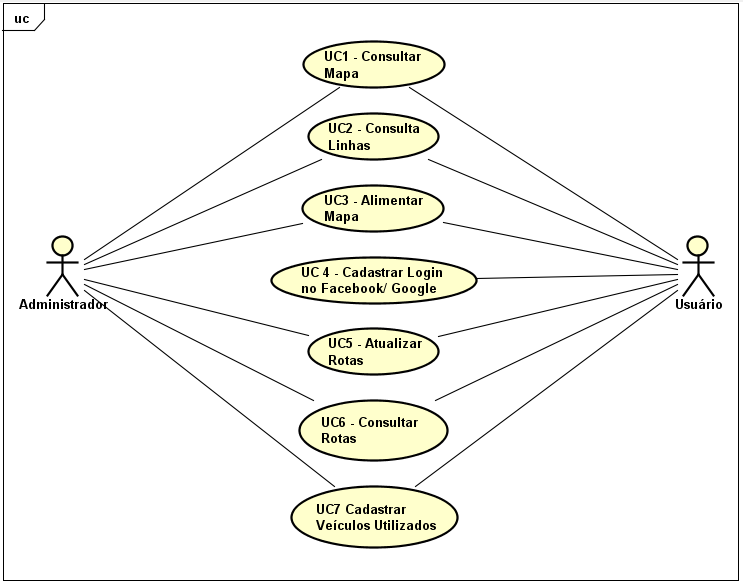 uc
UC1 - Consultar
Mapa
UC2 - Consulta
Linhas
UC3 - Alimentar
Mapa
UC 4 - Cadastrar Login
no Facebook/ Google
Administrador
Usuário
UC5 - Atualizar
Rotas
UC6 - Consultar
Rotas
UC7 Cadastrar
Veículos Utilizados